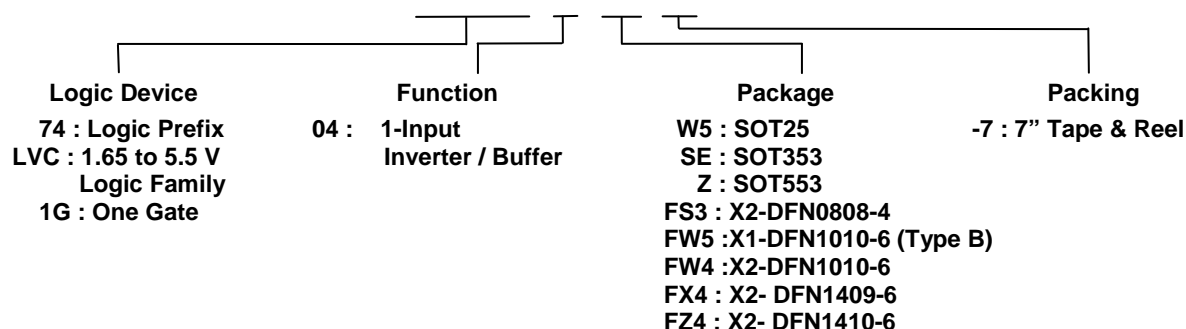 Logic Device
74 : Logic Prefix
LVC : 1.65 to 5.5 V
Logic Family
1G : One Gate
Function
04 : 1-Input
Inverter / Buffer
Package
W5 : SOT25
SE : SOT353
Z : SOT553
FS3 : X2-DFN0808-4
FW5 :X1-DFN1010-6 (Type B)
FW4 :X2-DFN1010-6
FX4 : X2- DFN1409-6
FZ4 : X2- DFN1410-6
Packing
-7 : 7” Tape & Reel